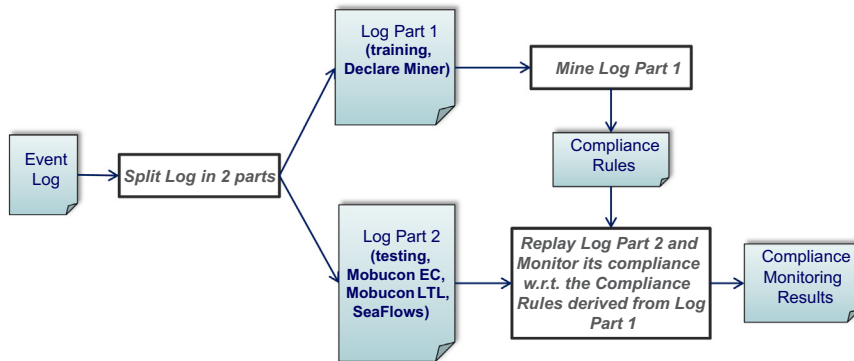 Event
Log
Split Log in 2 parts
Log Part 1
(training,
Declare Miner)
Mine Log Part 1
Compliance
Rules
Log Part 2
(testing,
Mobucon EC,
Mobucon LTL,
SeaFlows)
Replay Log Part 2 and
Monitor its compliance
w.r.t. the Compliance
Rules derived from Log
Part 1
Compliance
Monitoring
Results